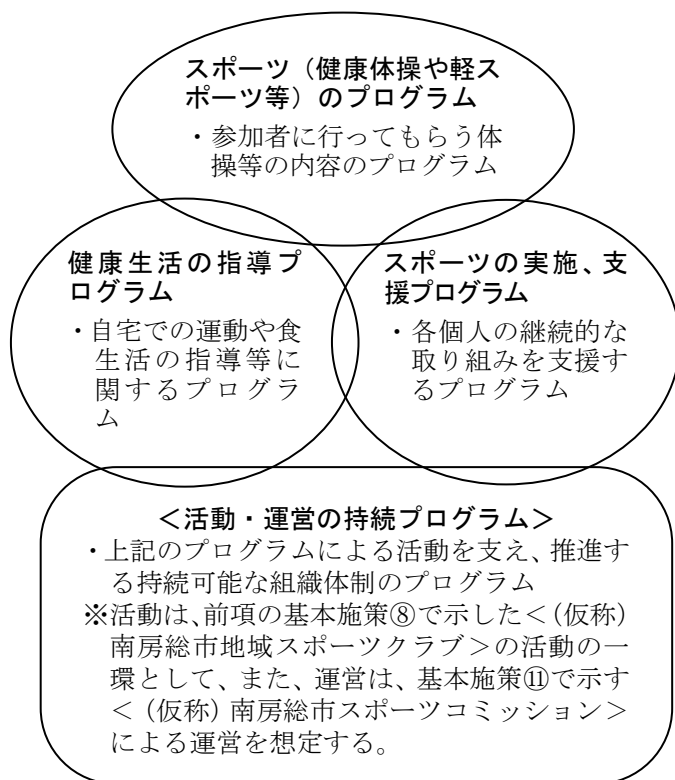 スポーツ（健康体操や軽ス
ポーツ等）のプログラム
・参加者に行ってもらう体
操等の内容のプログラム
健康生活の指導プ
ログラム
・自宅での運動や食
生活の指導等に
関するプログラ
ム
スポーツの実施、支
援プログラム
・各個人の継続的な
取り組みを支援す
るプログラム
＜活動・運営の持続プログラム＞
・上記のプログラムによる活動を支え、推進す
る持続可能な組織体制のプログラム
※活動は、前項の基本施策⑧で示した＜（仮称）
南房総市地域スポーツクラブ＞の活動の一
環として、また、運営は、基本施策⑪で示す
＜（仮称）南房総市スポーツコミッション＞
による運営を想定する。